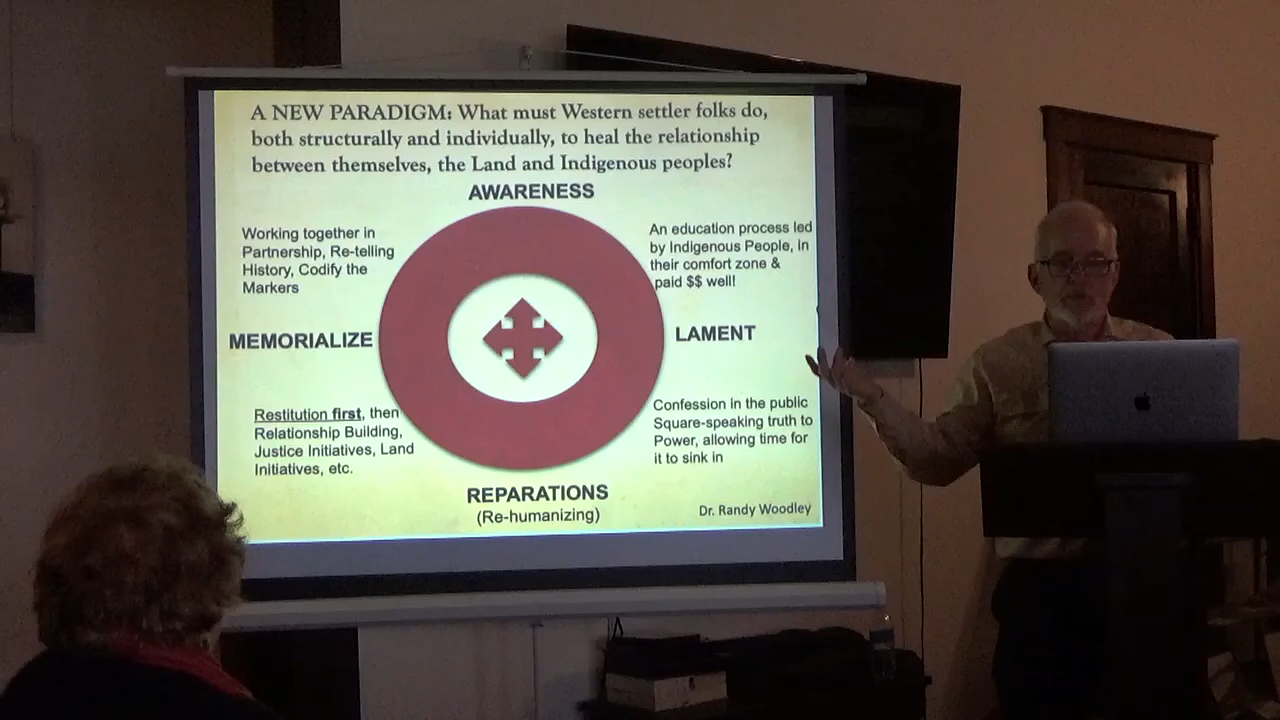 A NEW PARADIGM: What must Western settler folks do,
both structurally and individually, to heal the relationship
between themselves, the Land and Indigenous peoples?
AWARENESS
Working together in
Partnership, Re-telling
History, Codify the
Markers
An education process led
by Indigenous People, in
their comfort zone &
paid $$ well!
MEMORIALIZE
LAMENT
Restitution first, then
Relationship Building,
Justice Initiatives, Land
Initiatives, etc.
Confession in the public
Square-speaking truth to
Power, allowing time for
it to sink in
REPARATIONS
(Re-humanizing)
Dr. Randy Woodley